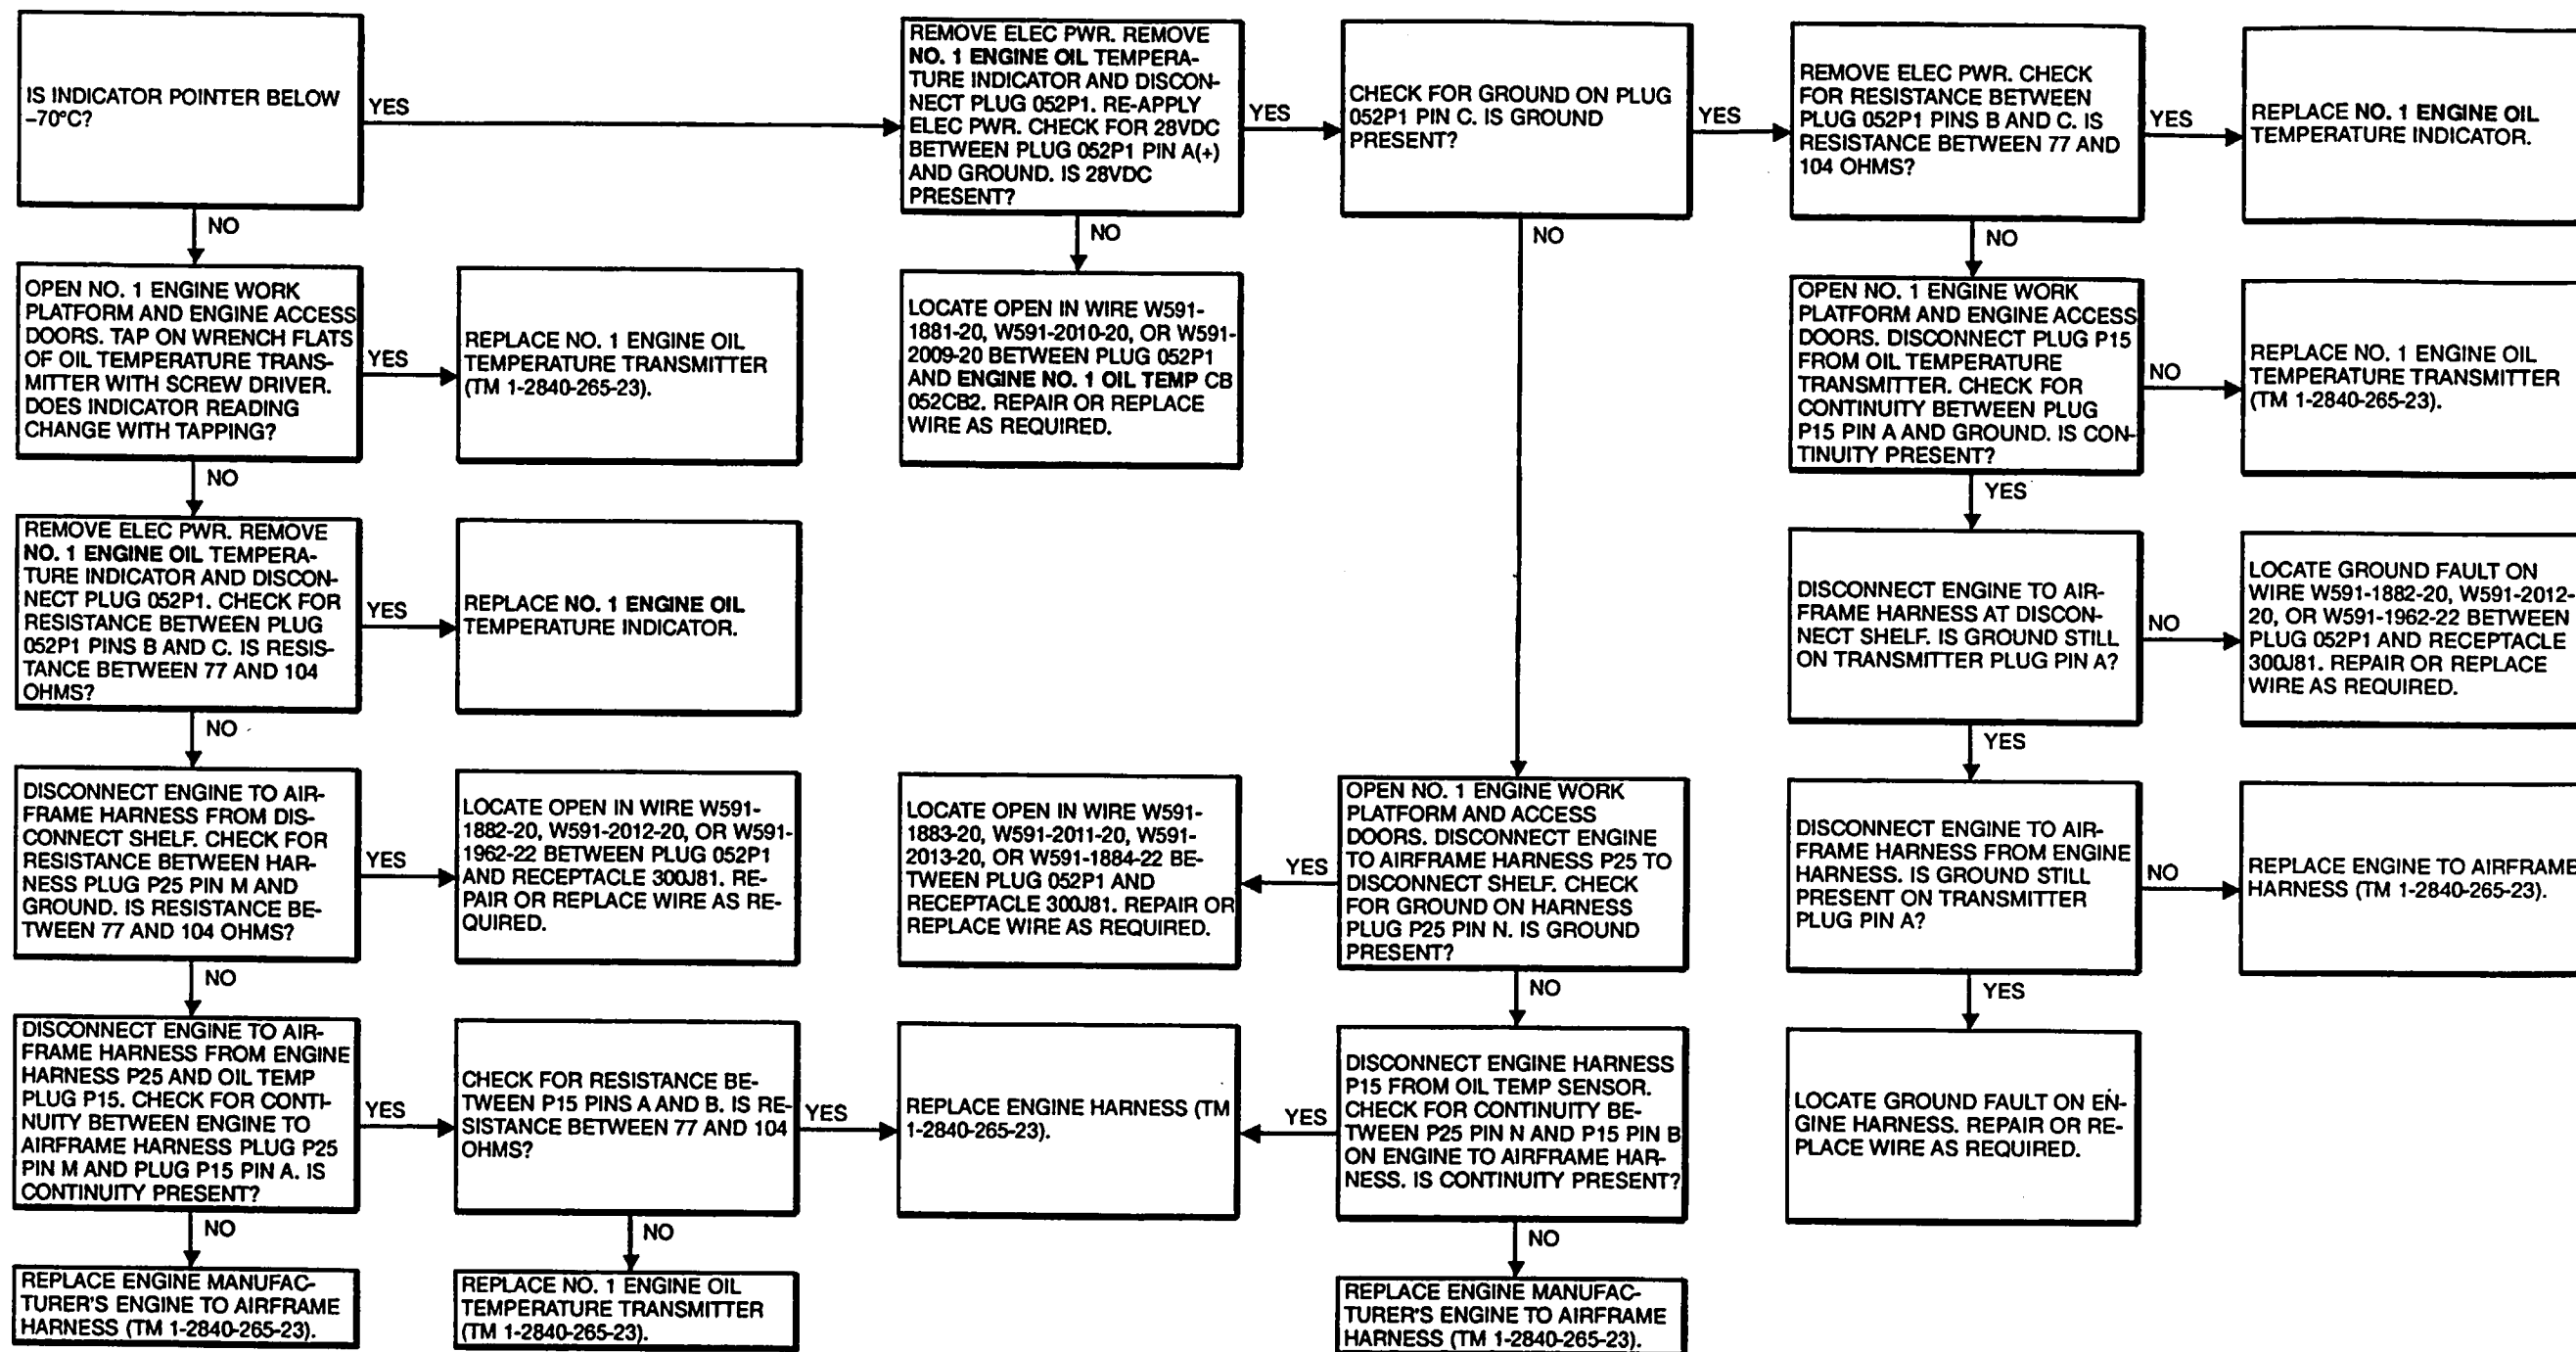 IS INDICATOR POINTER BELOW
–70°C?
YES
NO
REMOVE ELEC PWR. REMOVE
NO. 1 ENGINE OIL TEMPERA-
TURE INDICATOR AND DISCON-
NECT PLUG 052P1. RE-APPLY
ELEC PWR. CHECK FOR 28VDC
BETWEEN PLUG 052P1 PIN A(+)
AND GROUND. IS 28VDC
PRESENT?
YES
NO
CHECK FOR GROUND ON PLUG
052P1 PIN C. IS GROUND
PRESENT?
YES
NO
REMOVE ELEC PWR. CHECK
FOR RESISTANCE BETWEEN
PLUG 052P1 PINS B AND C. IS
RESISTANCE BETWEEN 77 AND
104 OHMS?
YES
NO
REPLACE NO. 1 ENGINE OIL
TEMPERATURE INDICATOR.
OPEN NO. 1 ENGINE WORK
PLATFORM AND ENGINE ACCESS
DOORS. TAP ON WRENCH FLATS
OF OIL TEMPERATURE TRANS-
MITTER WITH SCREW DRIVER.
DOES INDICATOR READING
CHANGE WITH TAPPING?
YES
NO
REPLACE NO. 1 ENGINE OIL
TEMPERATURE TRANSMITTER
(TM 1-2840-265-23).
LOCATE OPEN IN WIRE W591-
1881-20, W591-2010-20, OR W591-
2009-20 BETWEEN PLUG 052P1
AND ENGINE NO. 1 OIL TEMP CB
052CB2. REPAIR OR REPLACE
WIRE AS REQUIRED.
OPEN NO. 1 ENGINE WORK
PLATFORM AND ENGINE ACCESS
DOORS. DISCONNECT PLUG P15
FROM OIL TEMPERATURE
TRANSMITTER. CHECK FOR
CONTINUITY BETWEEN PLUG
P15 PIN A AND GROUND. IS CON-
TINUITY PRESENT?
NO
YES
REPLACE NO. 1 ENGINE OIL
TEMPERATURE TRANSMITTER
(TM 1-2840-265-23).
REMOVE ELEC PWR. REMOVE
NO. 1 ENGINE OIL TEMPERA-
TURE INDICATOR AND DISCON-
NECT PLUG 052P1. CHECK FOR
RESISTANCE BETWEEN PLUG
052P1 PINS B AND C. IS RESIS-
TANCE BETWEEN 77 AND 104
OHMS?
YES
NO
REPLACE NO. 1 ENGINE OIL
TEMPERATURE INDICATOR.
DISCONNECT ENGINE TO AIR-
FRAME HARNESS AT DISCON-
NECT SHELF. IS GROUND STILL
ON TRANSMITTER PLUG PIN A?
NO
YES
LOCATE GROUND FAULT ON
WIRE W591-1882-20, W591-2012-
20, OR W591-1962-22 BETWEEN
PLUG 052P1 AND RECEPTACLE
300J81. REPAIR OR REPLACE
WIRE AS REQUIRED.
DISCONNECT ENGINE TO AIR-
FRAME HARNESS FROM DIS-
CONNECT SHELF. CHECK FOR
RESISTANCE BETWEEN HAR-
NESS PLUG P25 PIN M AND
GROUND. IS RESISTANCE BE-
TWEEN 77 AND 104 OHMS?
YES
NO
LOCATE OPEN IN WIRE W591-
1882-20, W591-2012-20, OR W591-
1962-22 BETWEEN PLUG 052P1
AND RECEPTACLE 300J81. RE-
PAIR OR REPLACE WIRE AS RE-
QUIRED.
LOCATE OPEN IN WIRE W591-
1883-20, W591-2011-20, W591-
2013-20, OR W591-1884-22 BE-
TWEEN PLUG 052P1 AND
RECEPTACLE 300J81. REPAIR OR
REPLACE WIRE AS REQUIRED.
YES
OPEN NO. 1 ENGINE WORK
PLATFORM AND ACCESS
DOORS. DISCONNECT ENGINE
TO AIRFRAME HARNESS P25 TO
DISCONNECT SHELF. CHECK
FOR GROUND ON HARNESS
PLUG P25 PIN N. IS GROUND
PRESENT?
NO
DISCONNECT ENGINE TO AIR-
FRAME HARNESS FROM ENGINE
HARNESS. IS GROUND STILL
PRESENT ON TRANSMITTER
PLUG PIN A?
NO
YES
REPLACE ENGINE TO AIRFRAME
HARNESS (TM 1-2840-265-23).
DISCONNECT ENGINE TO AIR-
FRAME HARNESS FROM ENGINE
HARNESS P25 AND OIL TEMP
PLUG P15. CHECK FOR CONTI-
NUITY BETWEEN ENGINE TO
AIRFRAME HARNESS PLUG P25
PIN M AND PLUG P15 PIN A. IS
CONTINUITY PRESENT?
YES
NO
CHECK FOR RESISTANCE BE-
TWEEN P15 PINS A AND B. IS RE-
SISTANCE BETWEEN 77 AND 104
OHMS?
YES
NO
REPLACE ENGINE HARNESS (TM
1-2840-265-23).
YES
DISCONNECT ENGINE HARNESS
P15 FROM OIL TEMP SENSOR.
CHECK FOR CONTINUITY BE-
TWEEN P25 PIN N AND P15 PIN B
ON ENGINE TO AIRFRAME HAR-
NESS. IS CONTINUITY PRESENT?
NO
LOCATE GROUND FAULT ON EN-
GINE HARNESS. REPAIR OR RE-
PLACE WIRE AS REQUIRED.
REPLACE ENGINE MANUFAC-
TURER'S ENGINE TO AIRFRAME
HARNESS (TM 1-2840-265-23).
REPLACE NO. 1 ENGINE OIL
TEMPERATURE TRANSMITTER
(TM 1-2840-265-23).
REPLACE ENGINE MANUFAC-
TURER'S ENGINE TO AIRFRAME
HARNESS (TM 1-2840-265-23).